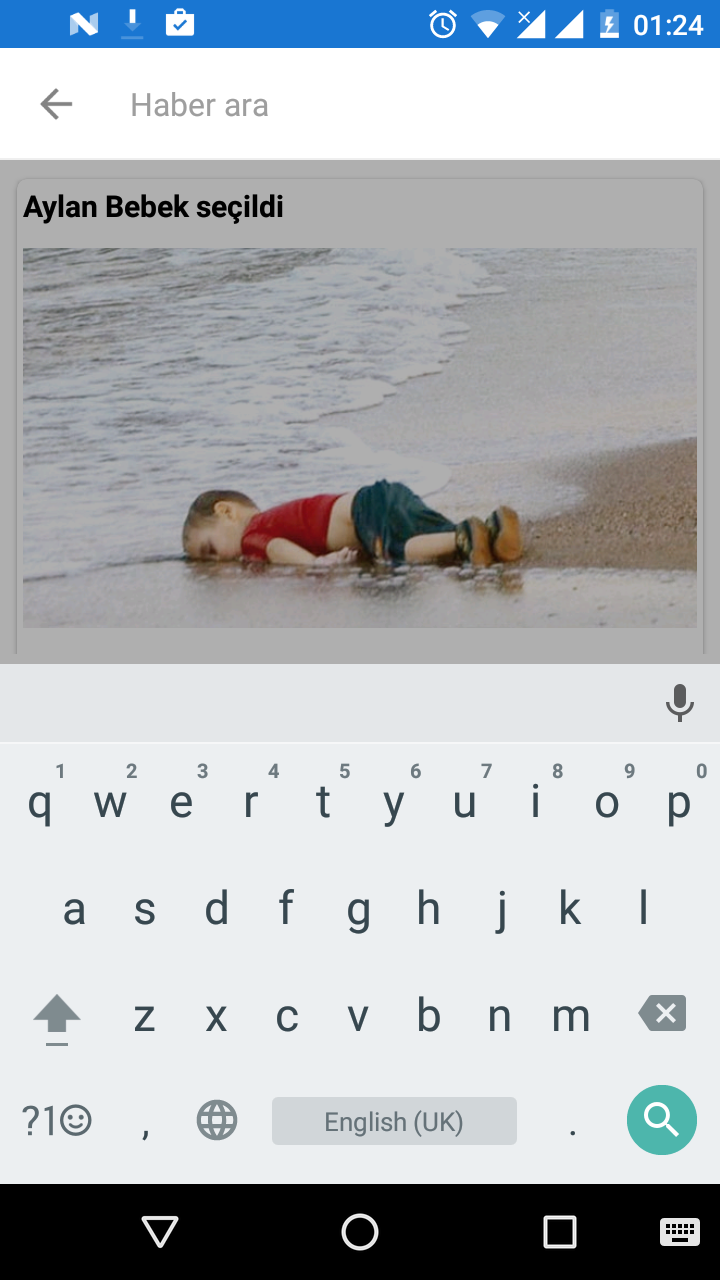 01:24
Haber ara
Aylan Bebek seçildi
1 2 3 4 5 6 7 8 9 0
q w e r t y u i o p
a s d f g h j k l
z x c v b n m
?1☺ , English (UK) .